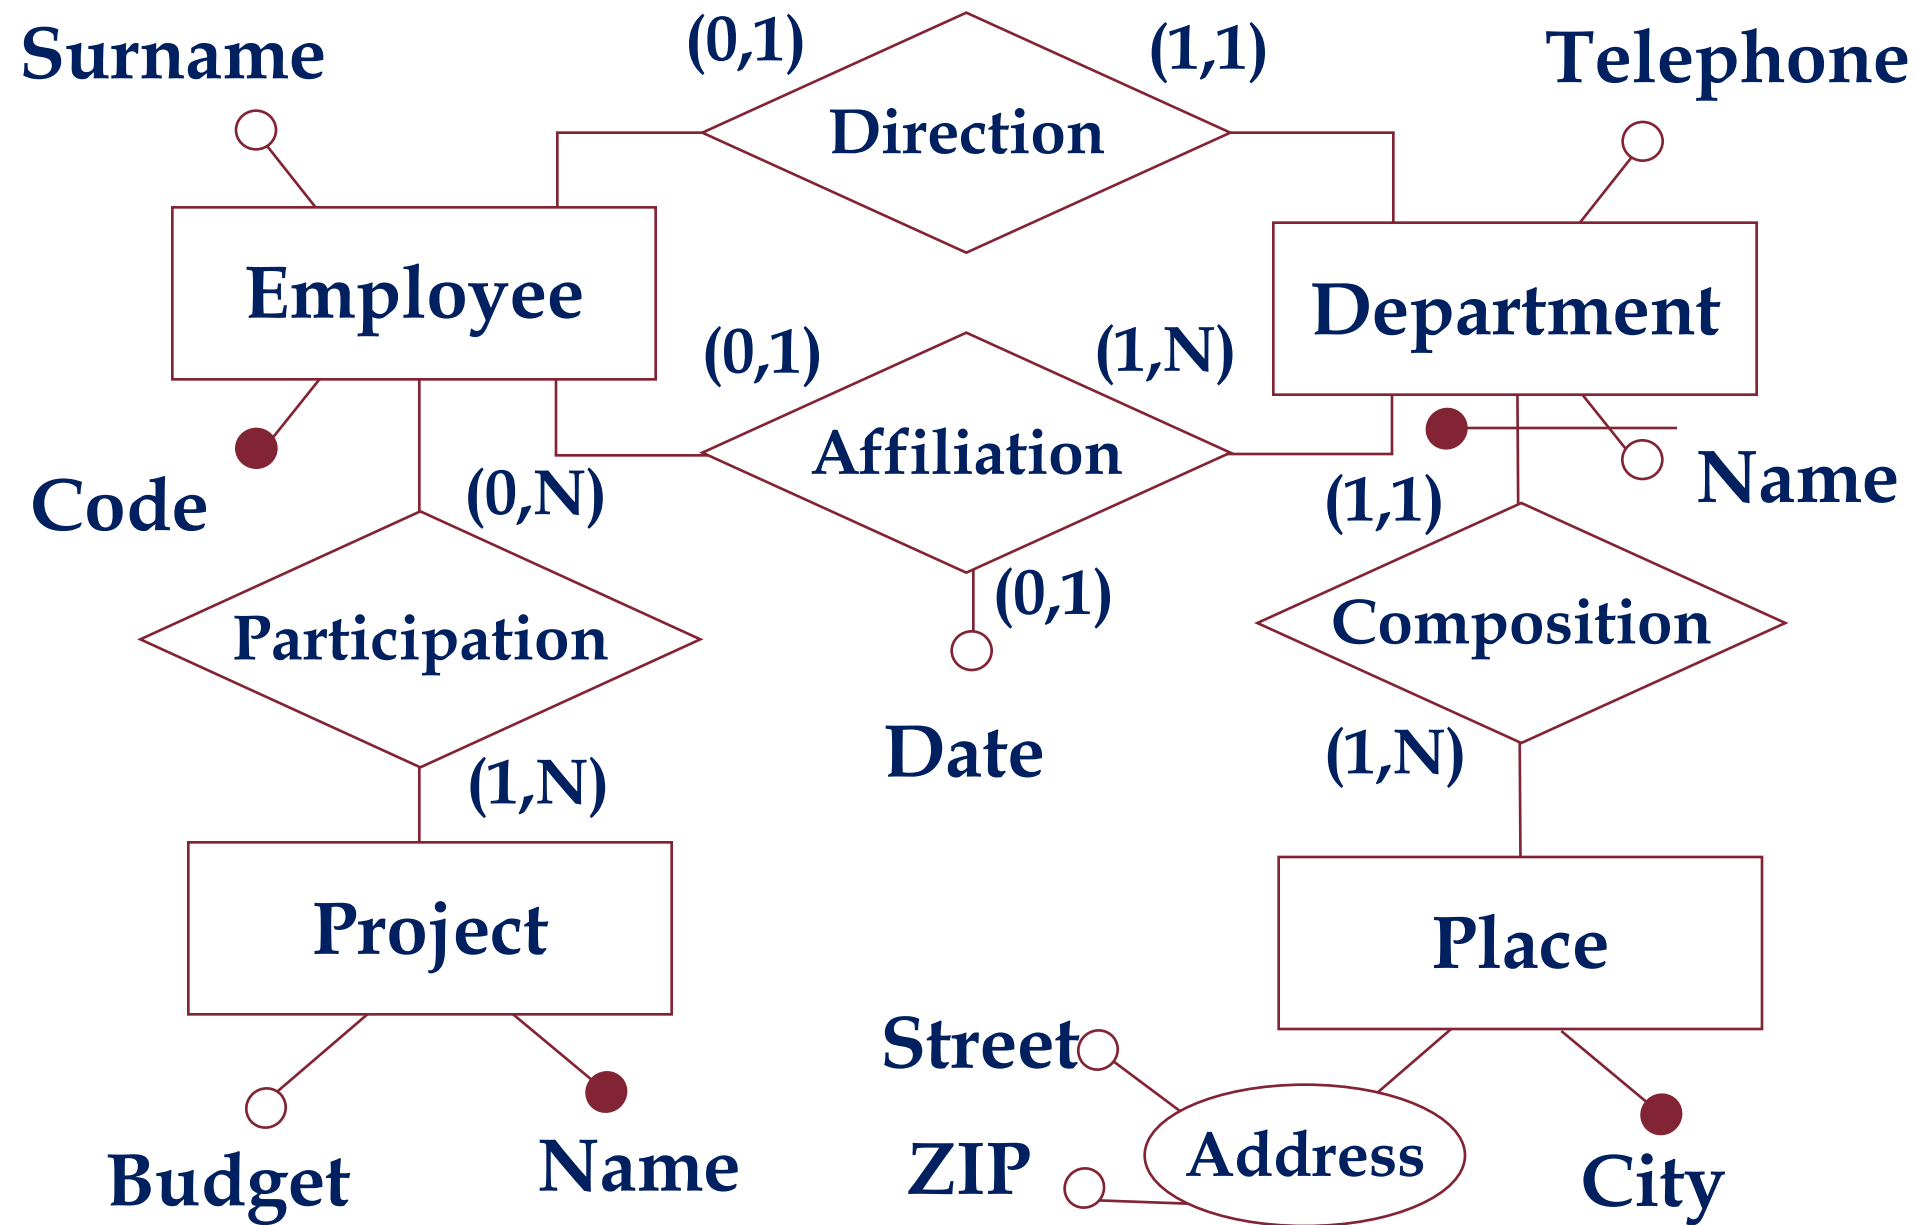 Surname
(0,1)
(1,1)
Telephone
Direction
Employee
Department
(0,1)
(1,N)
Affiliation
Code
(0,N)
(1,1)
Name
(0,1)
Participation
Composition
Date
(1,N)
(1,N)
Project
Place
Street
Address
ZIP
Budget
Name
City